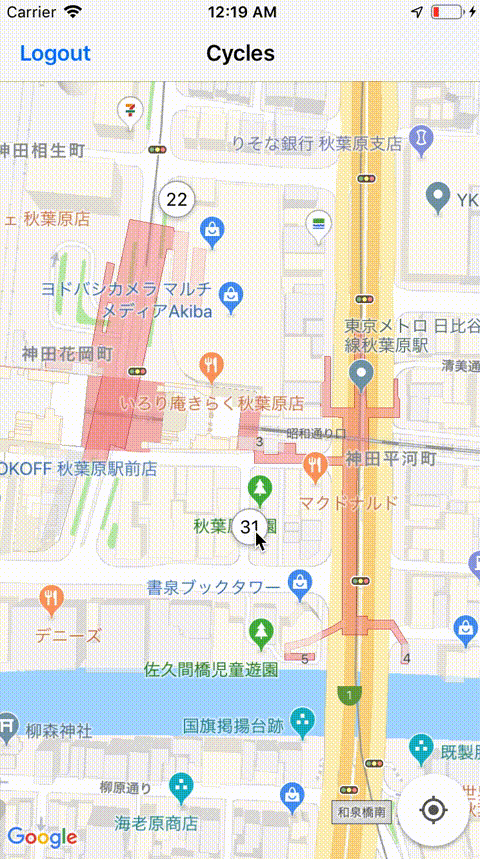 Carrier
12:19 AM
Logout
Cycles
神田相生町
りそな銀行 秋葉原支店
YK
22
ェ 秋葉原店
ヨドバシカメラ マルチ
メディアAkiba
東京メトロ 日比谷
線秋葉原駅
神田花岡町
清美通
いろり庵きらく秋葉原店
昭和通り口
3
神田平河町
OKOFF 秋葉原駅前店
マクドナルド
秋葉原
園
31
書泉ブックタワー
デニーズ
5
4
佐久間橋児童遊園
1
柳森神社
国旗掲揚台跡
既製服
柳原通り
和泉橋南
海老原商店
Google